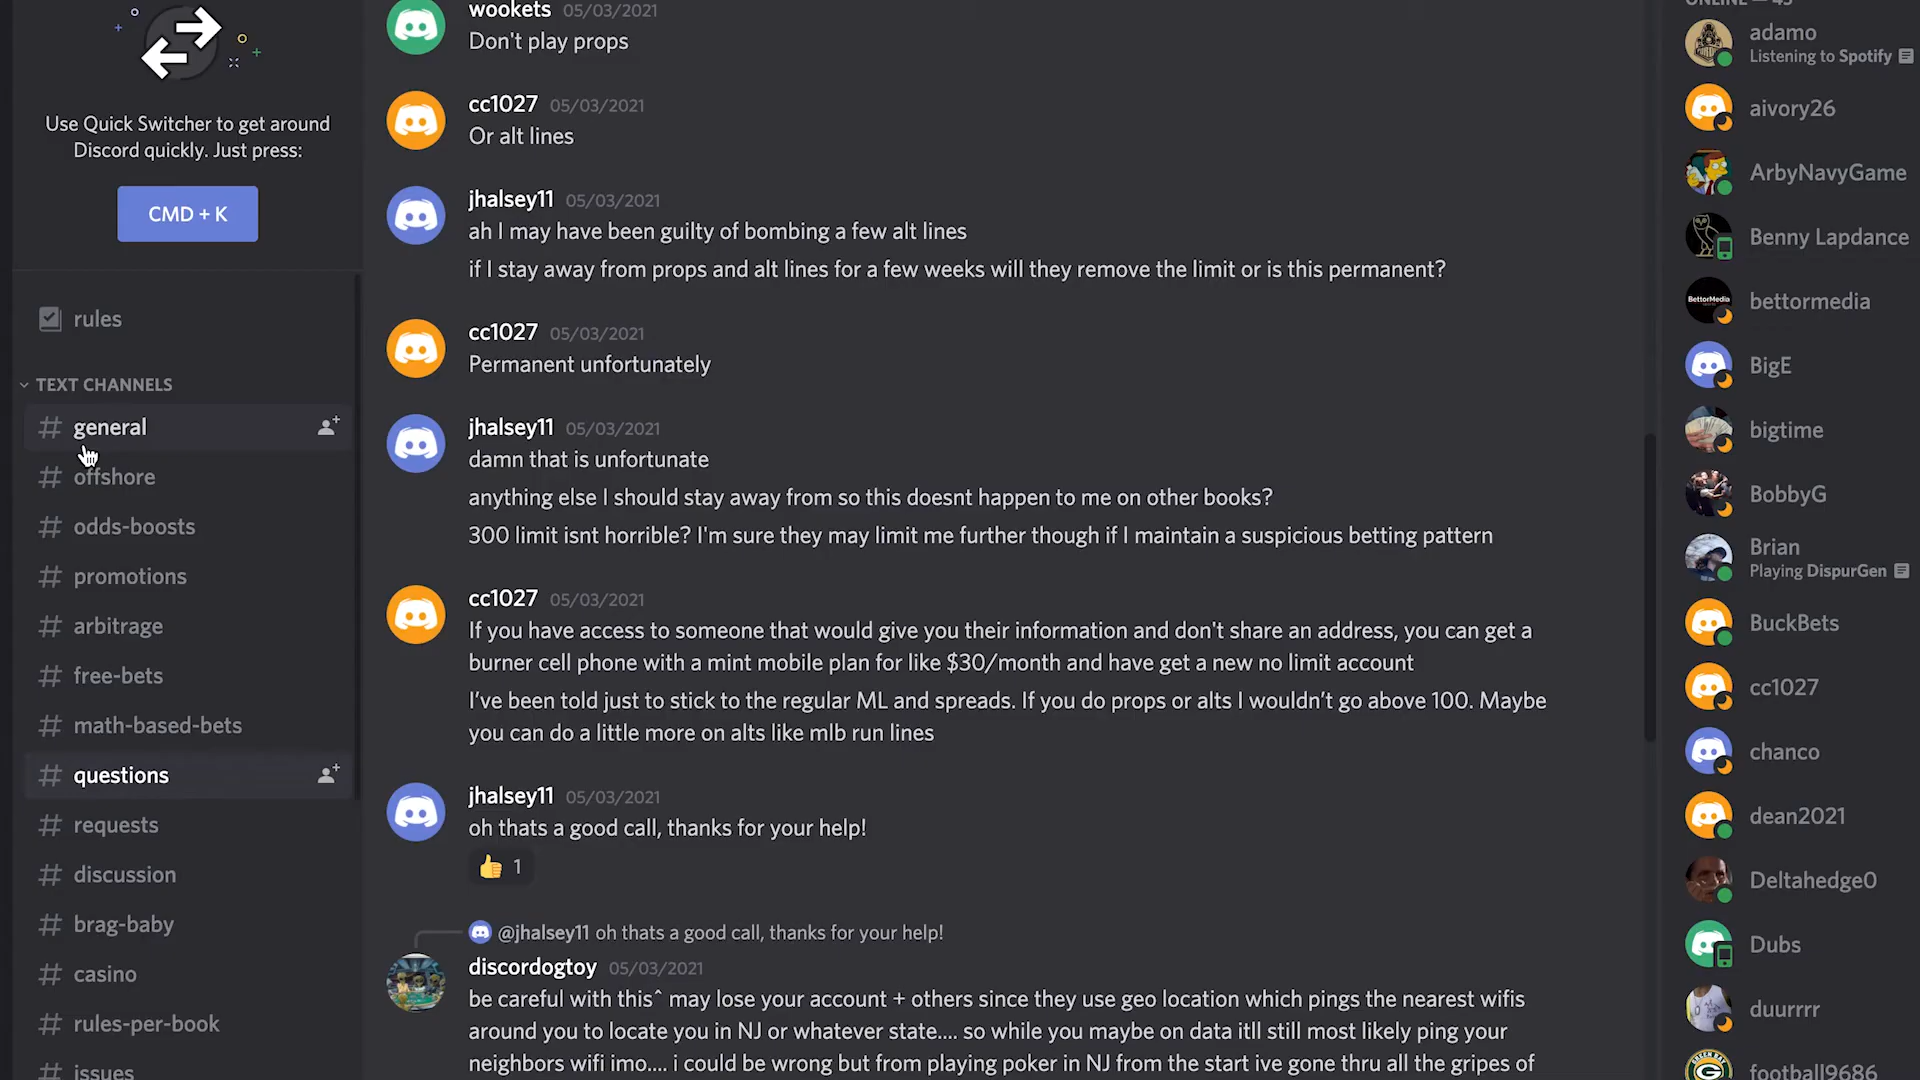 Use Quick Switcher to get around
Discord quickly. Just press:
CMD + K
rules
TEXT CHANNELS
general
offshore
odds-boosts
promotions
arbitrage
free-bets
math-based-bets
questions
requests
discussion
brag-baby
casino
rules-per-book
issues
wookets 05/03/2021
Don't play props
cc1027 05/03/2021
Or alt lines
jhalsey11 05/03/2021
ah I may have been guilty of bombing a few alt lines
if I stay away from props and alt lines for a few weeks will they remove the limit or is this permanent?
cc1027 05/03/2021
Permanent unfortunately
jhalsey11 05/03/2021
damn that is unfortunate
anything else I should stay away from so this doesnt happen to me on other books?
300 limit isnt horrible? I'm sure they may limit me further though if I maintain a suspicious betting pattern
cc1027 05/03/2021
If you have access to someone that would give you their information and don't share an address, you can get a
burner cell phone with a mint mobile plan for like $30/month and have get a new no limit account
I've been told just to stick to the regular ML and spreads. If you do props or alts I wouldn’t go above 100. Maybe
you can do a little more on alts like mlb run lines
jhalsey11 05/03/2021
oh thats a good call, thanks for your help!
👍 1
@jhalsey11 oh thats a good call, thanks for your help!
discordogtoy 05/03/2021
be careful with this^ may lose your account + others since they use geo location which pings the nearest wifis
around you to locate you in NJ or whatever state.... so while you maybe on data itll still most likely ping your
neighbors wifi imo.... i could be wrong but from playing poker in NJ from the start ive gone thru all the gripes of
ONLINE — 43
adamo
Listening to Spotify
aivory26
ArbyNavyGame
Benny Lapdance
BettorMedia
bettormedia
BigE
bigtime
BobbyG
Brian
Playing DispurGen
BuckBets
cc1027
chanco
dean2021
Deltahedge0
Dubs
duurrrr
football9686